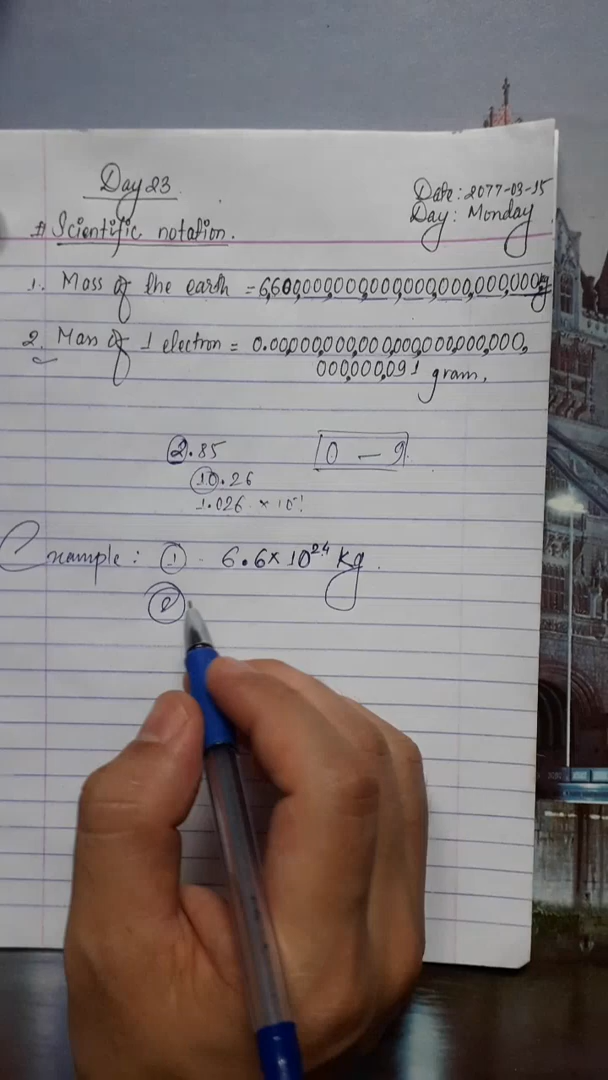 Day 23
Date: 2077-03-15
Day: Monday
# Scientific notation.
1. Mass of the earth = 6,600,000,000,000,000,000,000,000 kg
2. Mass of 1 electron = 0.00,000,000,000,000,000,000,000,
000,000,091 gram.
2.85
0 – 9
10.26
1.026 × 10¹
Example: 1 - 6.6 × 10²⁴ kg.
2